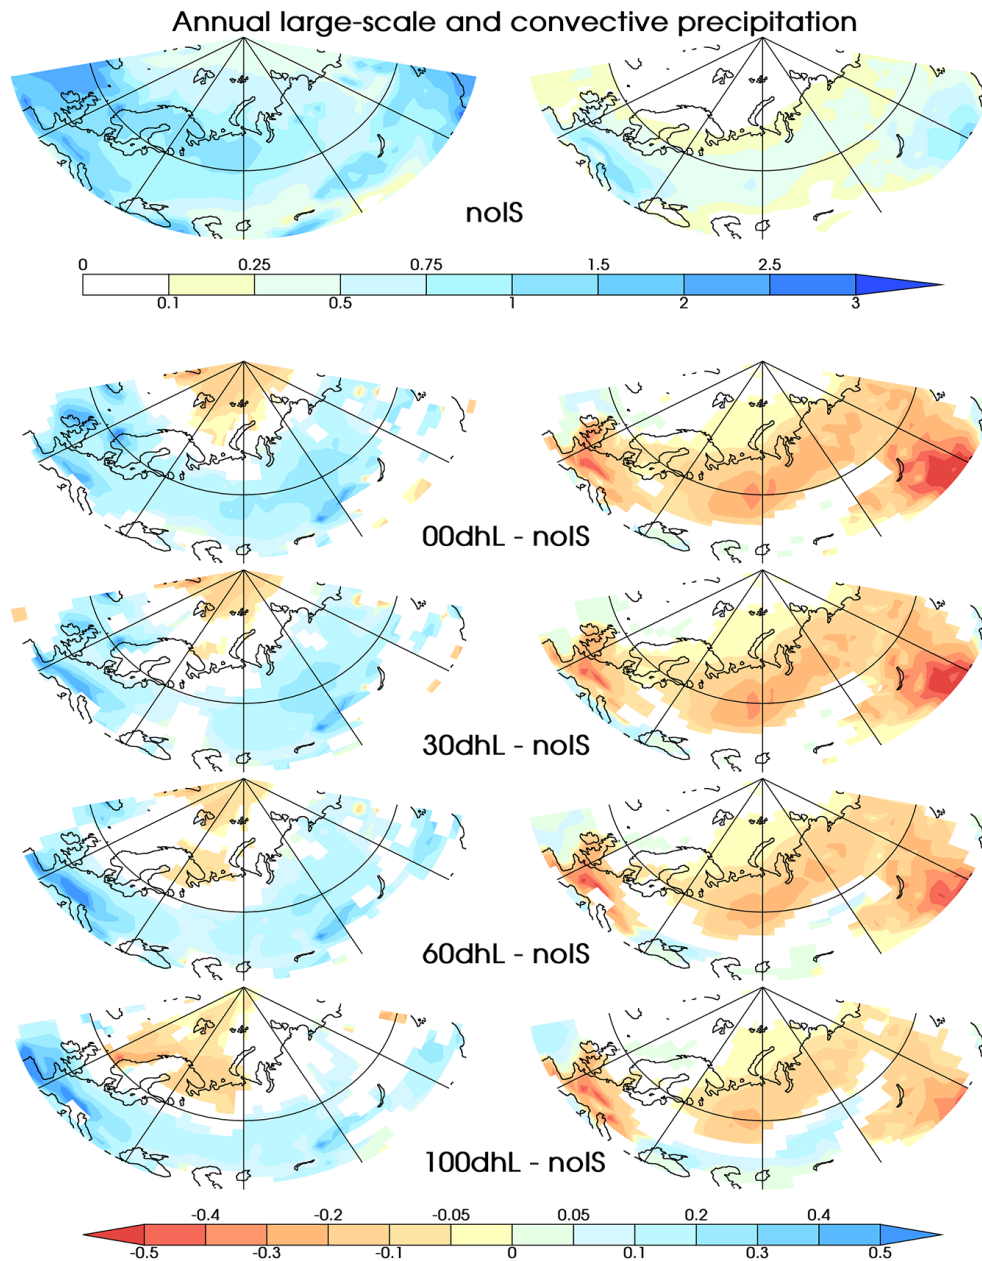 Annual large-scale and convective precipitation
noIS
0 0.25 0.75 1.5 2.5
0.1 0.5 1 2 3
00dhL - noIS
30dhL - noIS
60dhL - noIS
100dhL - noIS
-0.4 -0.2 -0.05 0.05 0.2 0.4
-0.5 -0.3 -0.1 0 0.1 0.3 0.5